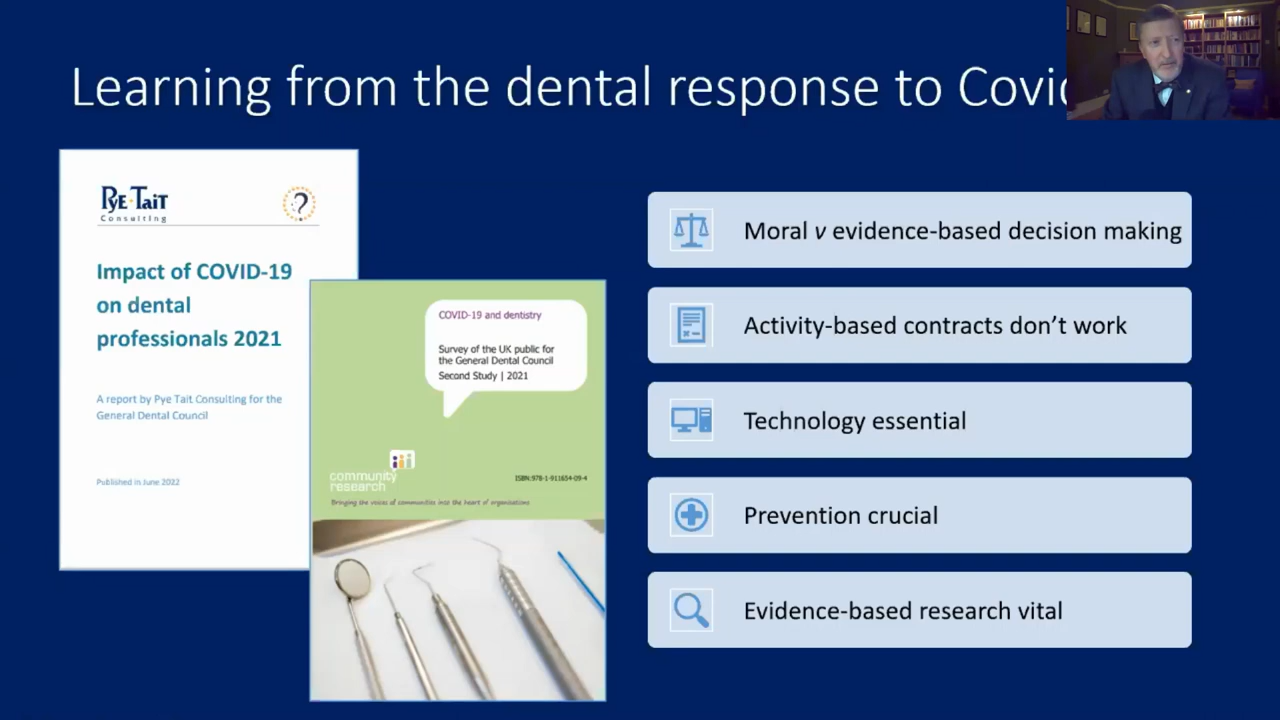 Learning from the dental response to Covid
PYE TAIT
Consulting
Impact of COVID-19
on dental
professionals 2021
A report by Pye Tait Consulting for the
General Dental Council
Published in June 2022
COVID-19 and dentistry
Survey of the UK public for
the General Dental Council
Second Study | 2021
community
research
ISBN:978-1-911654-09-4
Bringing the voices of communities into the heart of organisations
Moral v evidence-based decision making
Activity-based contracts don’t work
Technology essential
Prevention crucial
Evidence-based research vital